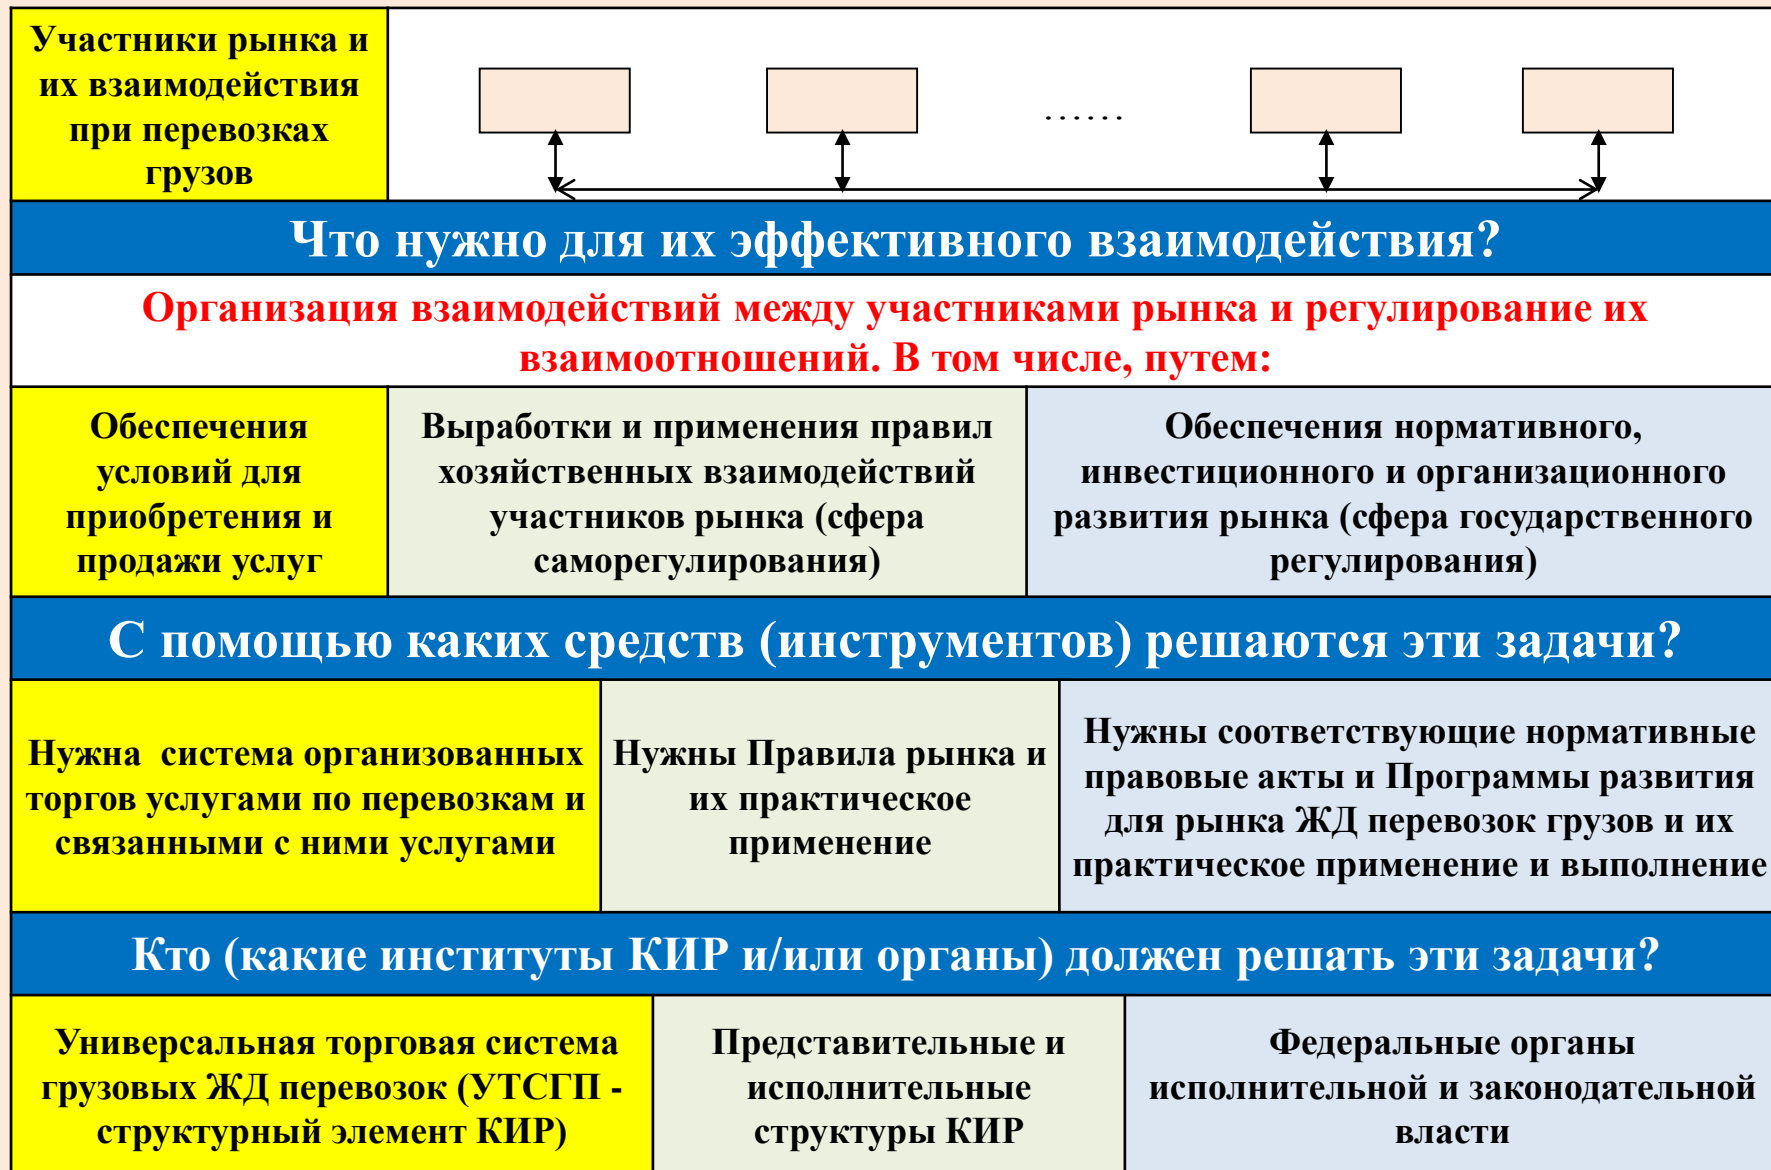 Участники рынка и
их взаимодействия
при перевозках
грузов
……
Что нужно для их эффективного взаимодействия?
Организация взаимодействий между участниками рынка и регулирование их
взаимоотношений. В том числе, путем:
Обеспечения
условий для
приобретения и
продажи услуг
Выработки и применения правил
хозяйственных взаимодействий
участников рынка (сфера
саморегулирования)
Обеспечения нормативного,
инвестиционного и организационного
развития рынка (сфера государственного
регулирования)
С помощью каких средств (инструментов) решаются эти задачи?
Нужна система организованных
торгов услугами по перевозкам и
связанными с ними услугами
Нужны Правила рынка и
их практическое
применение
Нужны соответствующие нормативные
правовые акты и Программы развития
для рынка ЖД перевозок грузов и их
практическое применение и выполнение
Кто (какие институты КИР и/или органы) должен решать эти задачи?
Универсальная торговая система
грузовых ЖД перевозок (УТСГП -
структурный элемент КИР)
Представительные и
исполнительные
структуры КИР
Федеральные органы
исполнительной и законодательной
власти